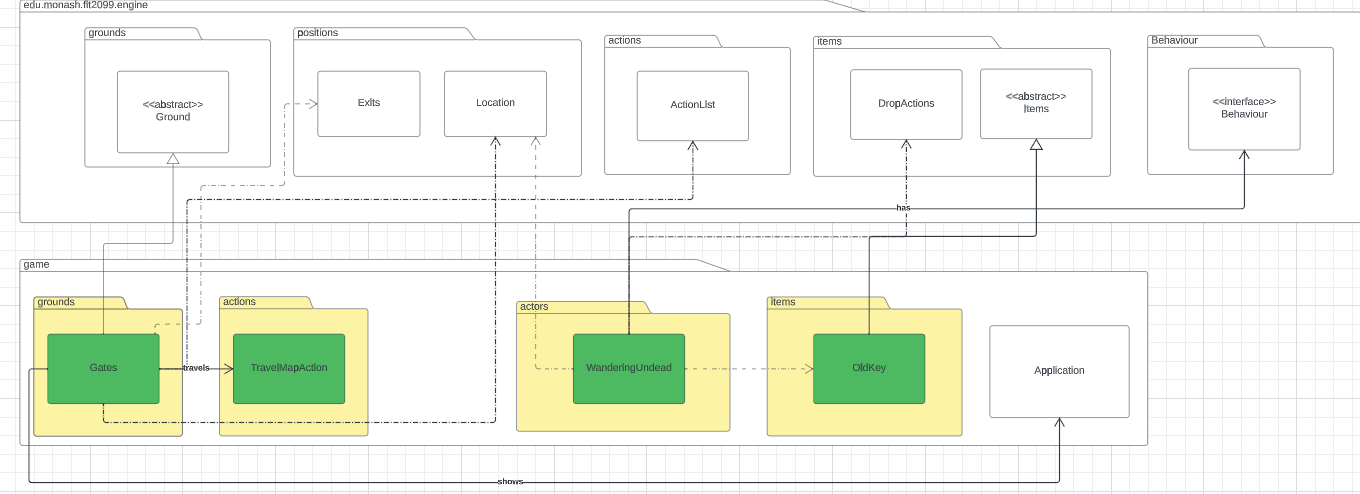 edu.monash.fit2099.engine
grounds
positions
actions
items
Behaviour
<<abstract>>
Ground
Exits
Location
ActionList
DropActions
<<abstract>>
Items
<<interface>>
Behaviour
has
game
grounds
actions
actors
items
Gates
travels
TravelMapAction
WanderingUndead
OldKey
Application
shows